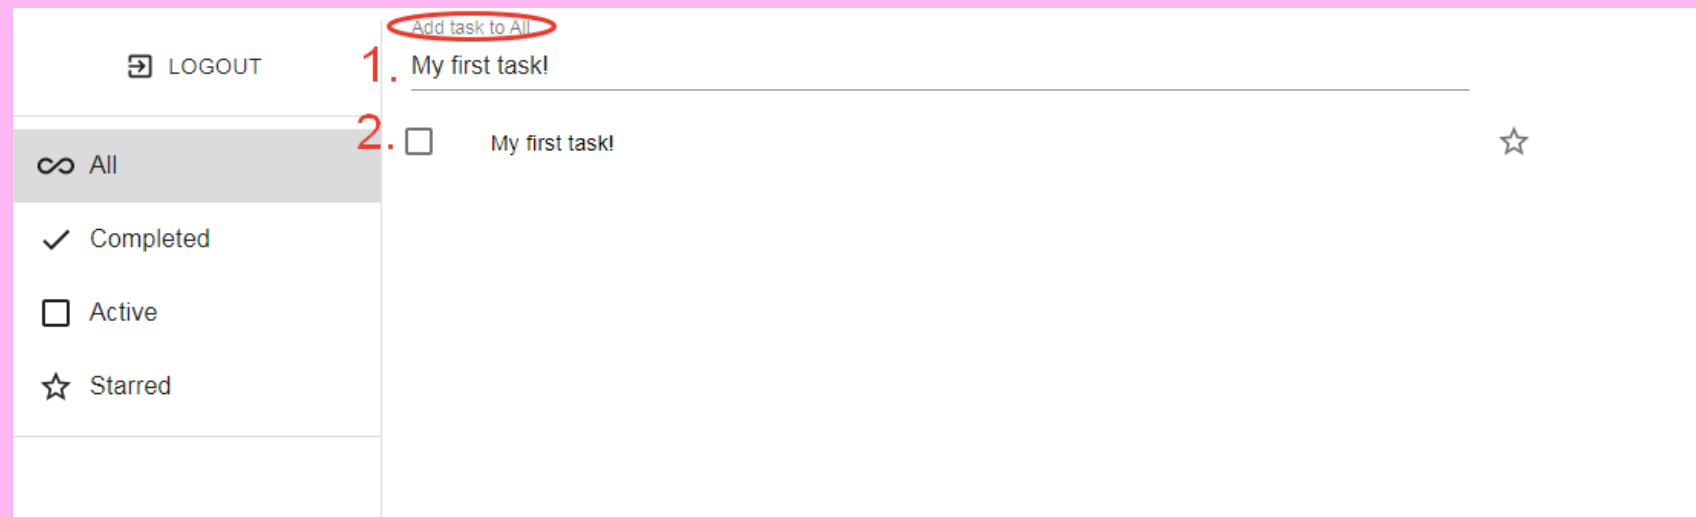 LOGOUT
All
Completed
Active
Starred
Add task to All
1. My first task!
2. My first task!